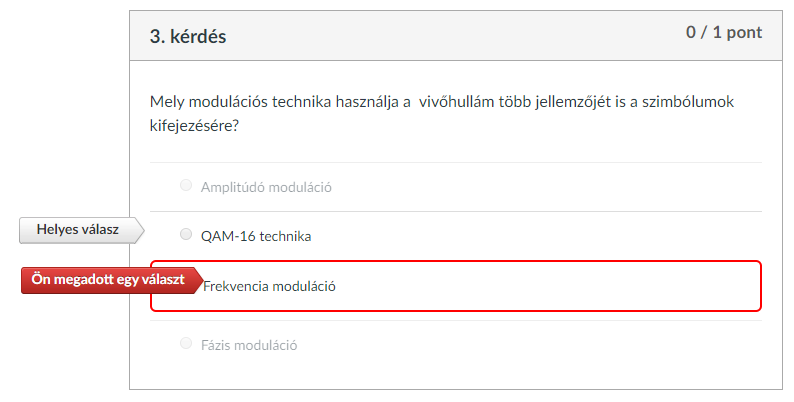 3. kérdés
0 / 1 pont
Mely modulációs technika használja a vivőhullám több jellemzőjét is a szimbólumok
kifejezésére?
Amplitúdó moduláció
Helyes válasz
QAM-16 technika
Ön megadott egy választ
Frekvencia moduláció
Fázis moduláció